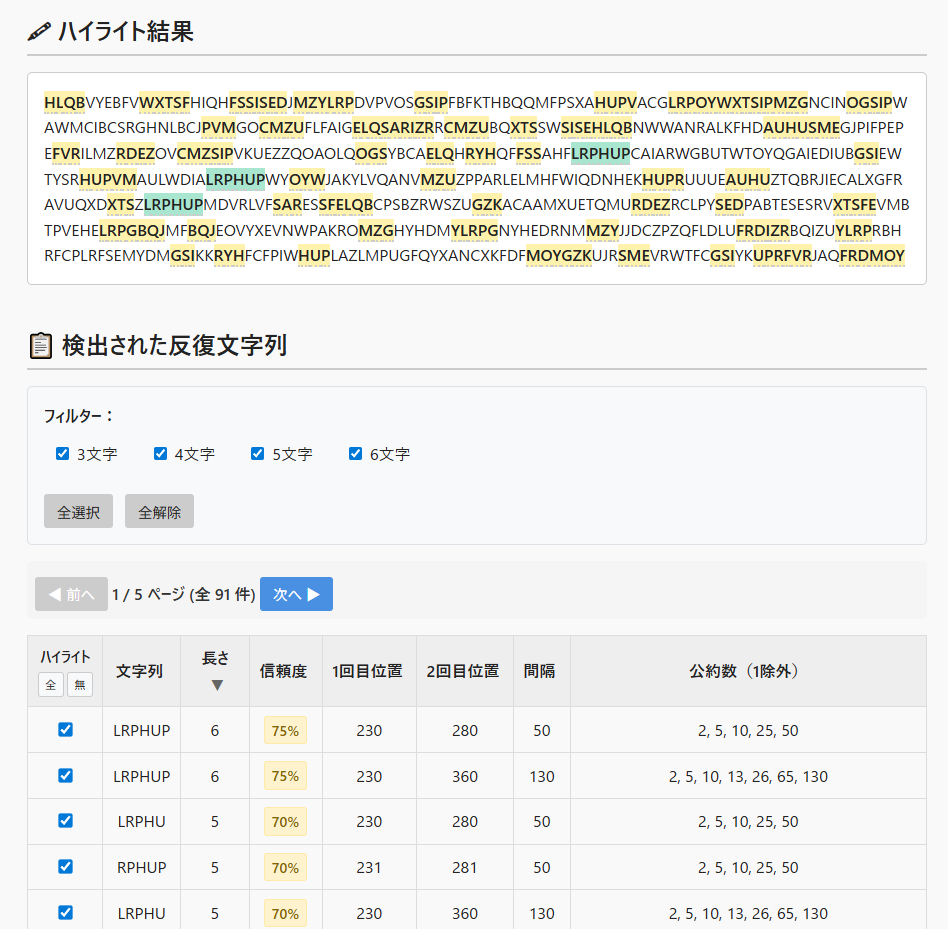 ハイライト結果
HLQBVYEBFVWXTSFHIQHFSSISEDJMZYLRPDVPVOSGSIPFBFKTHBQQMFPSXAHUPVACGLRPOYWXTSIPMZGNCINOGSIPW
AWMCIBCSRGHNLBCJPVMGOCMZUFLFAIGELQSARIZRRCMZUBQXTSSWSISEHLQBNWWANRALKFHDAUHUSMEGJPIFPEP
EFVRILMZRDEZOVCMZSIPVKUEZZQOAOLQOGSYBCAELQHRYHQFFSSAHFLRPHUPCAIARWGBUTWTOYQGAIEDIUBGSIEW
TYSRHUPVMAULWDIALRPHUPWYOYWJAKYLVQANVMZUZPPARLELMHFWIQDNHEKHUPRUUUEAUHUZTQBRJIECALXGFR
AVUQXDXTSZLRPHUPMDVRLVFSARESSFELQBCPSBZRWSZUGZKACAAMXUETQMURDEZRCLPYSEDPABTESESRVXTSFEVMB
TPVEHELRPGBQJMFBQJEOVYXEVNWPAKROMZGHYHDMYLRPGNYHEDRNMMZYJJDCZPZQFLDLUFRDIZRBQIZUYLRPRBH
RFCPLRFSEMYDMGSIKKRYHFCFPIWHUPLAZLMPUGFQYXANCXKFDFMOYGZKUJRSMEVRWTFCGSIYKUPRFVRJAQFRDMOY
検出された反復文字列
フィルター：
3文字 4文字 5文字 6文字
全選択 全解除
◀ 前へ 1 / 5 ページ (全 91 件) 次へ ▶
ハイライト 全 無 文字列 長さ ▼ 信頼度 1回目位置 2回目位置 間隔 公約数（1除外）
LRPHUP 6 75% 230 280 50 2, 5, 10, 25, 50
LRPHUP 6 75% 230 360 130 2, 5, 10, 13, 26, 65, 130
LRPHU 5 70% 230 280 50 2, 5, 10, 25, 50
RPHUP 5 70% 231 281 50 2, 5, 10, 25, 50
LRPHU 5 70% 230 360 130 2, 5, 10, 13, 26, 65, 130